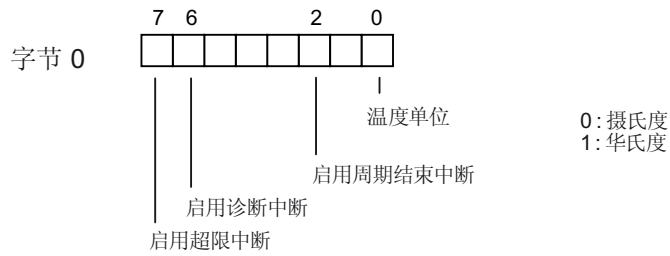 7 6 2 0
字节 0
温度单位
0 : 摄氏度
1 : 华氏度
启用周期结束中断
启用诊断中断
启用超限中断